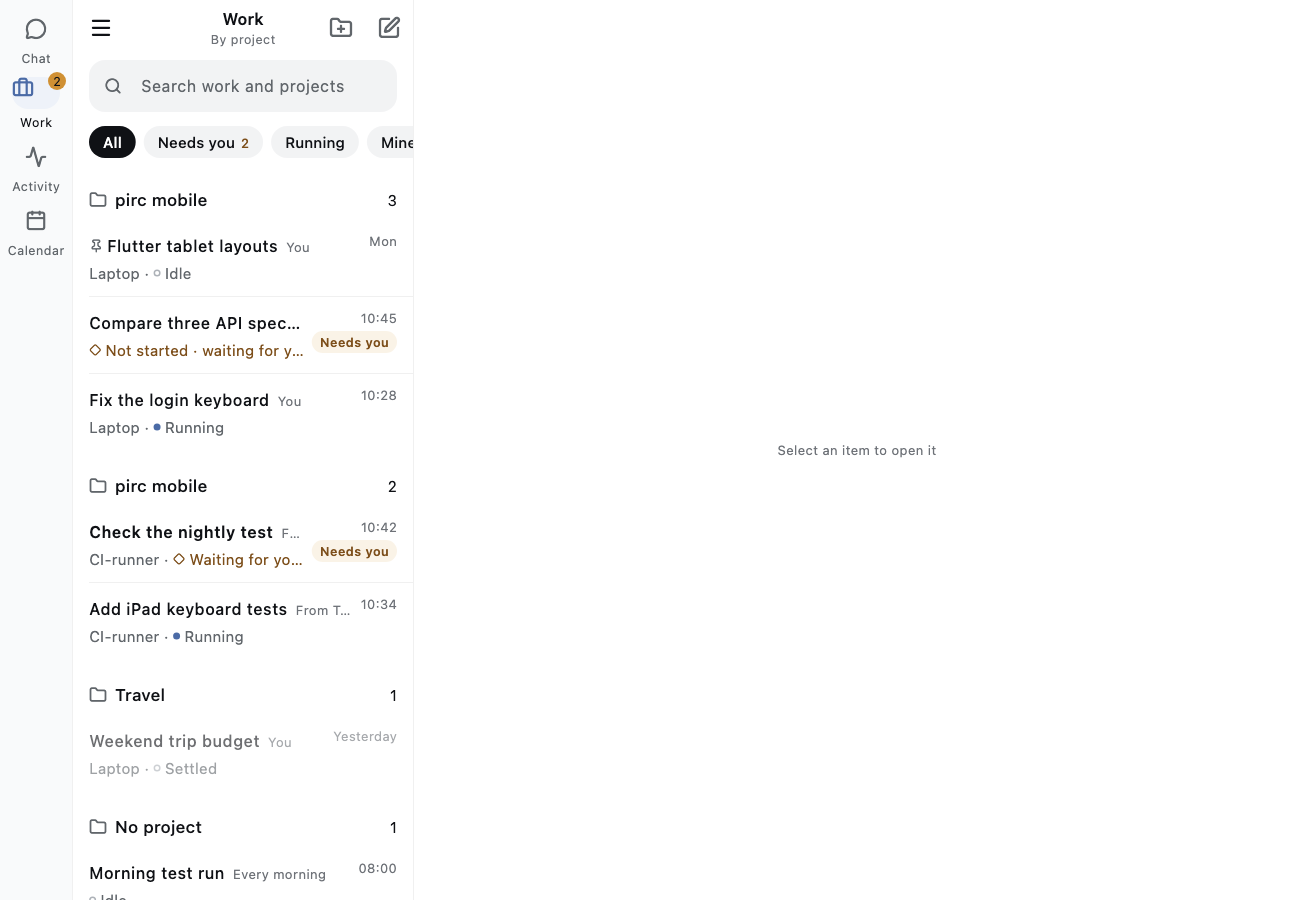 Chat
2
Work
Activity
Calendar
Work
By project
Search work and projects
All
Needs you 2
Running
Mine
pirc mobile 3
Flutter tablet layouts You Mon
Laptop · Idle
Compare three API spec... 10:45
Not started · waiting for y... Needs you
Fix the login keyboard You 10:28
Laptop · Running
pirc mobile 2
Check the nightly test F... 10:42
CI-runner · Waiting for yo... Needs you
Add iPad keyboard tests From T... 10:34
CI-runner · Running
Travel 1
Weekend trip budget You Yesterday
Laptop · Settled
No project 1
Morning test run Every morning 08:00
Idle
Select an item to open it